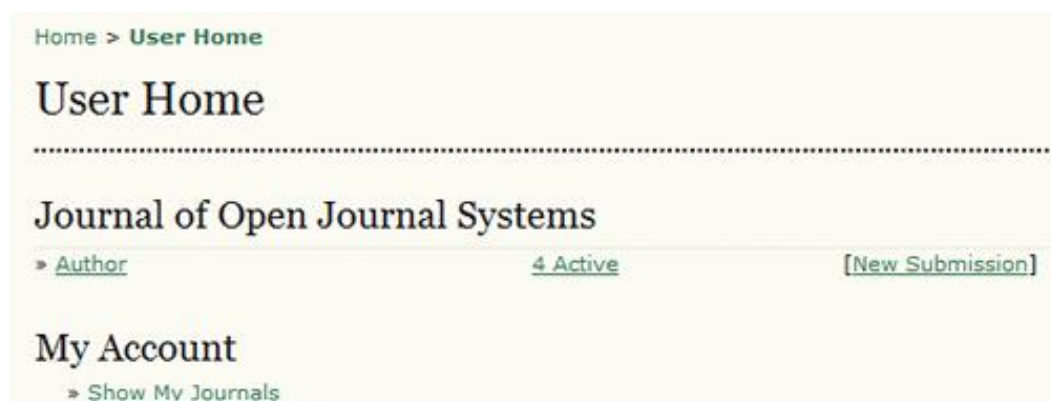 Home > User Home
User Home
Journal of Open Journal Systems
» Author 4 Active [New Submission]
My Account
» Show My Journals